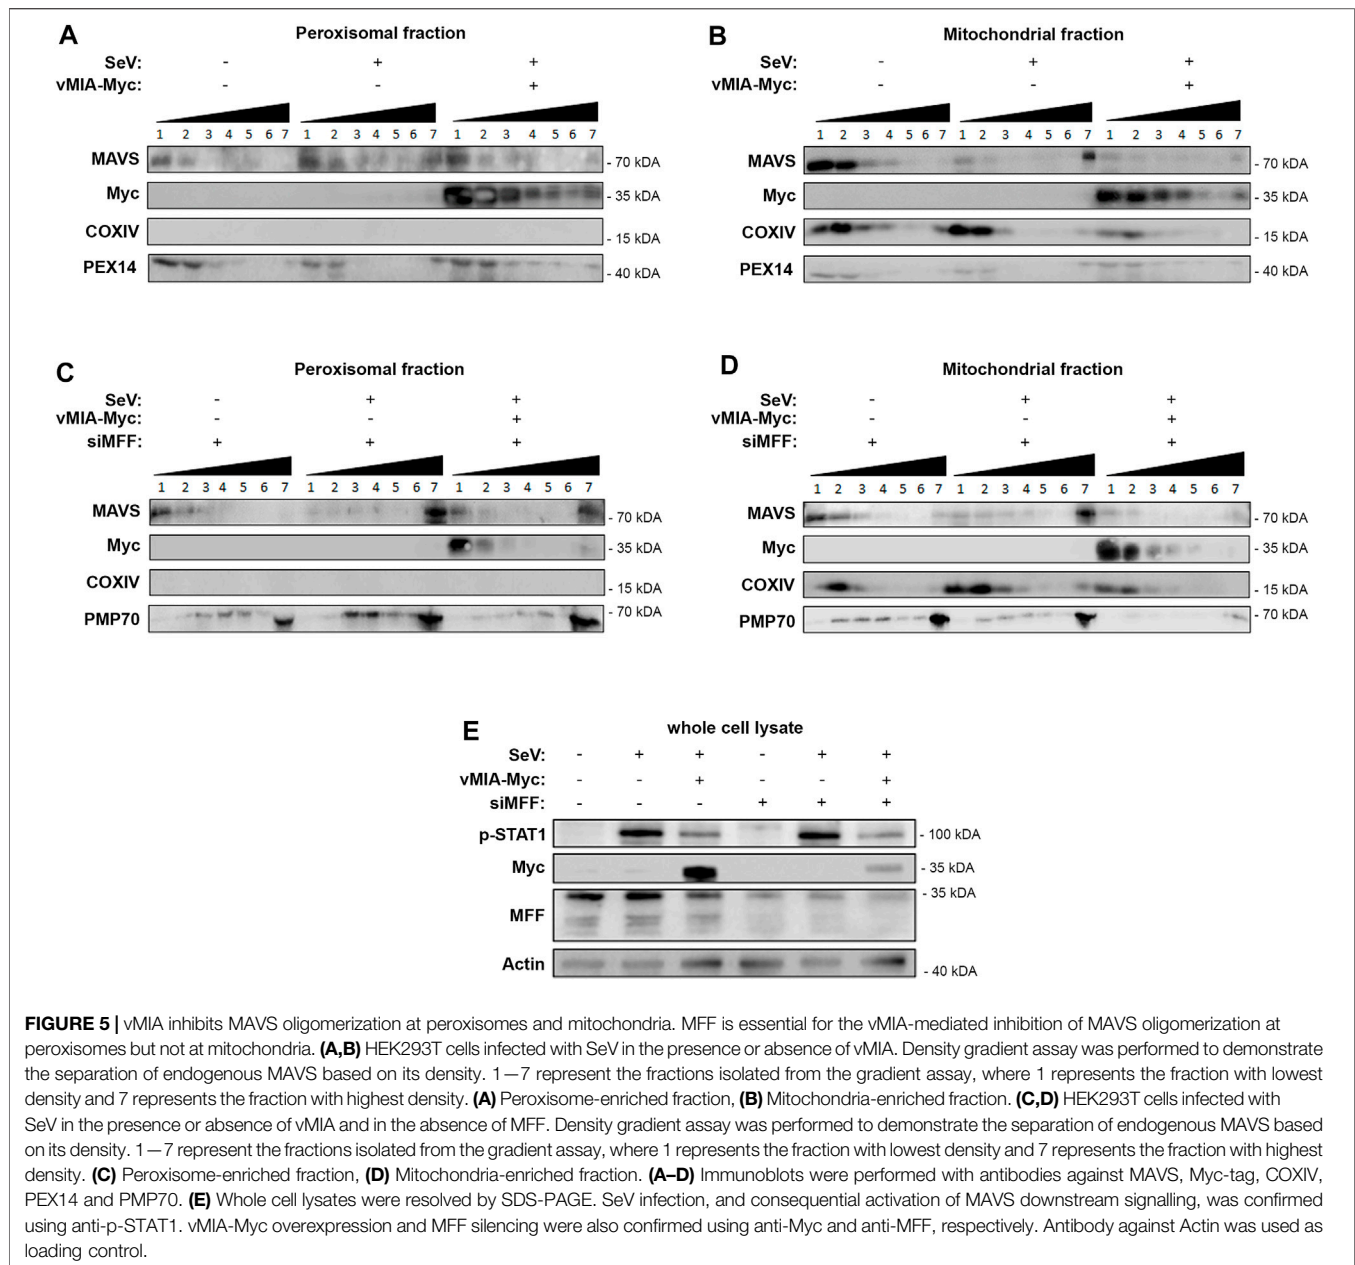 A
Peroxisomal fraction
SeV: - + +
vMIA-Myc: - - +
1 2 3 4 5 6 7 1 2 3 4 5 6 7 1 2 3 4 5 6 7
MAVS - 70 kDA
Myc - 35 kDA
COXIV - 15 kDA
PEX14 - 40 kDA
B
Mitochondrial fraction
SeV: - + +
vMIA-Myc: - - +
1 2 3 4 5 6 7 1 2 3 4 5 6 7 1 2 3 4 5 6 7
MAVS - 70 kDA
Myc - 35 kDA
COXIV - 15 kDA
PEX14 - 40 kDA
C
Peroxisomal fraction
SeV: - + +
vMIA-Myc: - - +
siMFF: + + +
1 2 3 4 5 6 7 1 2 3 4 5 6 7 1 2 3 4 5 6 7
MAVS - 70 kDA
Myc - 35 kDA
COXIV - 15 kDA
PMP70 - 70 kDA
D
Mitochondrial fraction
SeV: - + +
vMIA-Myc: - - +
siMFF: + + +
1 2 3 4 5 6 7 1 2 3 4 5 6 7 1 2 3 4 5 6 7
MAVS - 70 kDA
Myc - 35 kDA
COXIV - 15 kDA
PMP70 - 70 kDA
E
whole cell lysate
SeV: - + + - + +
vMIA-Myc: - - + - - +
siMFF: - - - + + +
p-STAT1 - 100 kDA
Myc - 35 kDA
MFF - 35 kDA
Actin - 40 kDA
FIGURE 5 | vMIA inhibits MAVS oligomerization at peroxisomes and mitochondria. MFF is essential for the vMIA-mediated inhibition of MAVS oligomerization at
peroxisomes but not at mitochondria. (A,B) HEK293T cells infected with SeV in the presence or absence of vMIA. Density gradient assay was performed to demonstrate
the separation of endogenous MAVS based on its density. 1—7 represent the fractions isolated from the gradient assay, where 1 represents the fraction with lowest
density and 7 represents the fraction with highest density. (A) Peroxisome-enriched fraction, (B) Mitochondria-enriched fraction. (C,D) HEK293T cells infected with
SeV in the presence or absence of vMIA and in the absence of MFF. Density gradient assay was performed to demonstrate the separation of endogenous MAVS based
on its density. 1—7 represent the fractions isolated from the gradient assay, where 1 represents the fraction with lowest density and 7 represents the fraction with highest
density. (C) Peroxisome-enriched fraction, (D) Mitochondria-enriched fraction. (A–D) Immunoblots were performed with antibodies against MAVS, Myc-tag, COXIV,
PEX14 and PMP70. (E) Whole cell lysates were resolved by SDS-PAGE. SeV infection, and consequential activation of MAVS downstream signalling, was confirmed
using anti-p-STAT1. vMIA-Myc overexpression and MFF silencing were also confirmed using anti-Myc and anti-MFF, respectively. Antibody against Actin was used as
loading control.